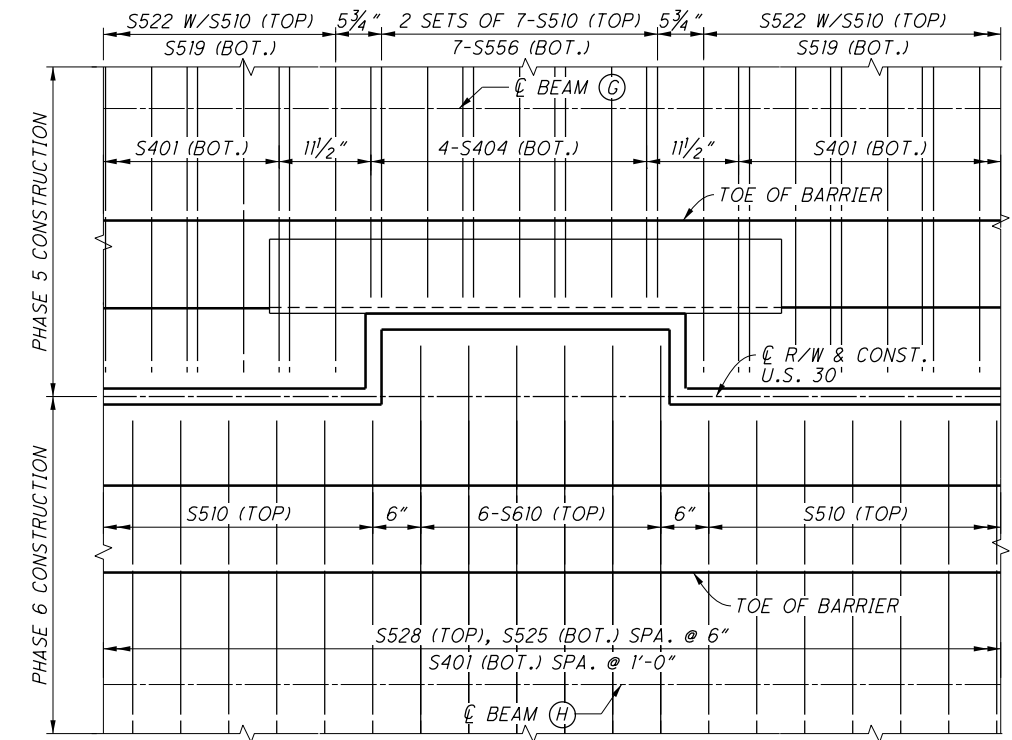 S522 W/S510 (TOP) 5¾" 2 SETS OF 7-S510 (TOP) 5¾" S522 W/S510 (TOP)
S519 (BOT.) 7-S556 (BOT.) S519 (BOT.)
℄ BEAM G
PHASE 5 CONSTRUCTION
S401 (BOT.) 11½" 4-S404 (BOT.) 11½" S401 (BOT.)
TOE OF BARRIER
℄ R/W & CONST.
U.S. 30
PHASE 6 CONSTRUCTION
S510 (TOP) 6" 6-S610 (TOP) 6" S510 (TOP)
TOE OF BARRIER
S528 (TOP), S525 (BOT.) SPA. @ 6"
S401 (BOT.) SPA. @ 1'-0"
℄ BEAM H